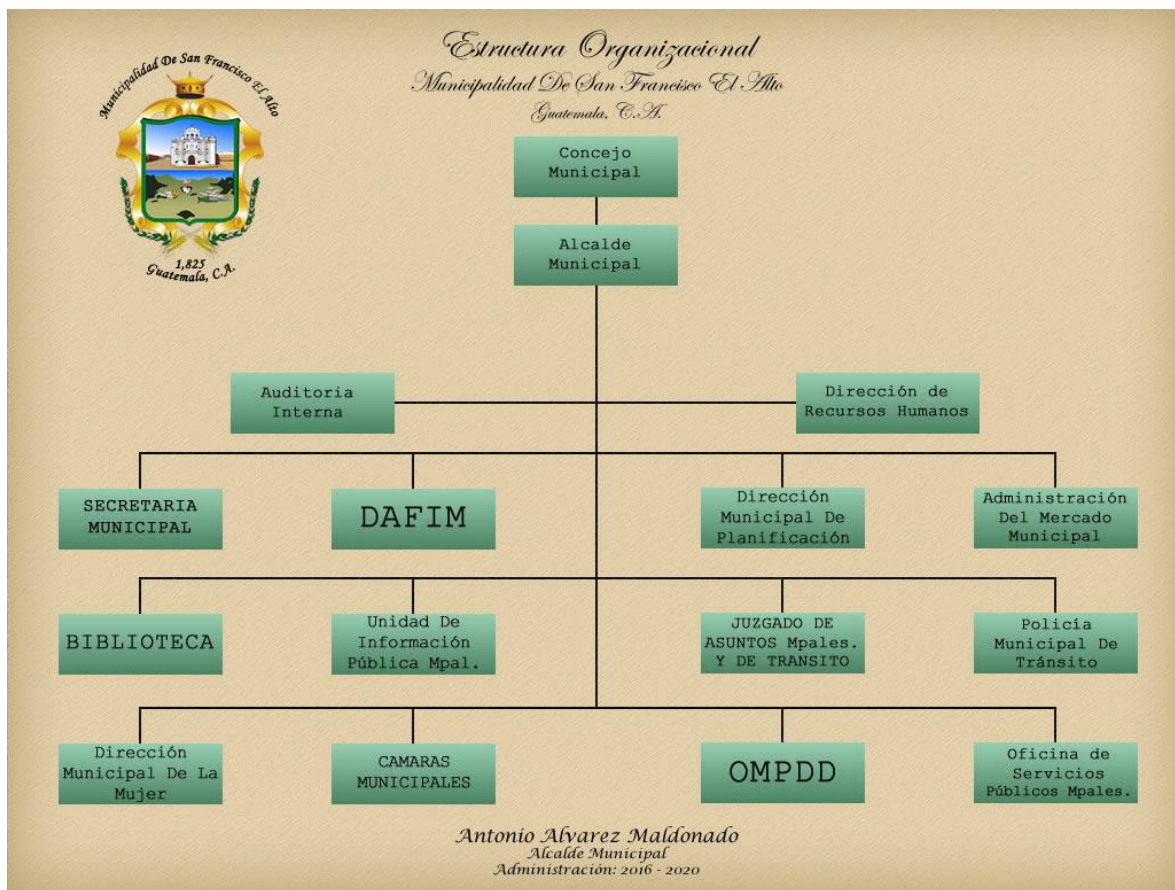 Estructura Organizacional
Municipalidad De San Francisco El Alto
Guatemala, C.A.
Municipalidad De San Francisco El Alto
1,825
Guatemala, C.A.
Concejo
Municipal
Alcalde
Municipal
Auditoria
Interna
Dirección de
Recursos Humanos
SECRETARIA
MUNICIPAL
DAFIM
Dirección
Municipal De
Planificación
Administración
Del Mercado
Municipal
BIBLIOTECA
Unidad De
Información
Pública Mpal.
JUZGADO DE
ASUNTOS Mpales.
Y DE TRANSITO
Policía
Municipal De
Tránsito
Dirección
Municipal De La
Mujer
CAMARAS
MUNICIPALES
OMPDD
Oficina de
Servicios
Públicos Mpales.
Antonio Alvarez Maldonado
Alcalde Municipal
Administración: 2016 - 2020